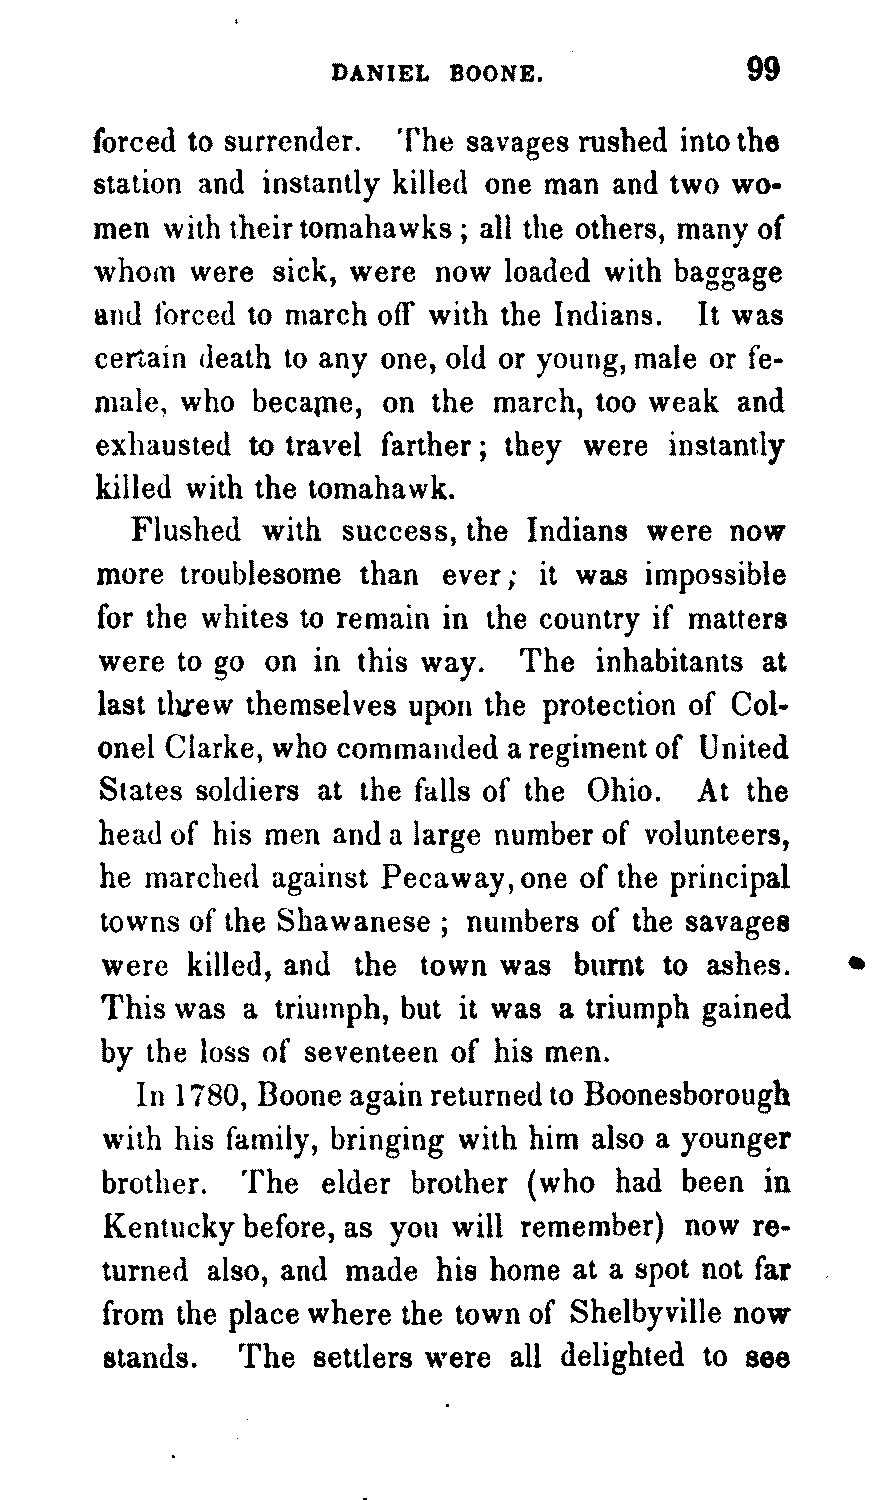 DANIEL BOONE. 99
forced to surrender. The savages rushed into the
station and instantly killed one man and two wo-
men with their tomahawks ; all the others, many of
whom were sick, were now loaded with baggage
and forced to march off with the Indians. It was
certain death to any one, old or young, male or fe-
male, who became, on the march, too weak and
exhausted to travel farther ; they were instantly
killed with the tomahawk.
Flushed with success, the Indians were now
more troublesome than ever ; it was impossible
for the whites to remain in the country if matters
were to go on in this way. The inhabitants at
last threw themselves upon the protection of Col-
onel Clarke, who commanded a regiment of United
States soldiers at the falls of the Ohio. At the
head of his men and a large number of volunteers,
he marched against Pecaway, one of the principal
towns of the Shawanese ; numbers of the savages
were killed, and the town was burnt to ashes.
This was a triumph, but it was a triumph gained
by the loss of seventeen of his men.
In 1780, Boone again returned to Boonesborough
with his family, bringing with him also a younger
brother. The elder brother (who had been in
Kentucky before, as you will remember) now re-
turned also, and made his home at a spot not far
from the place where the town of Shelbyville now
stands. The settlers were all delighted to see